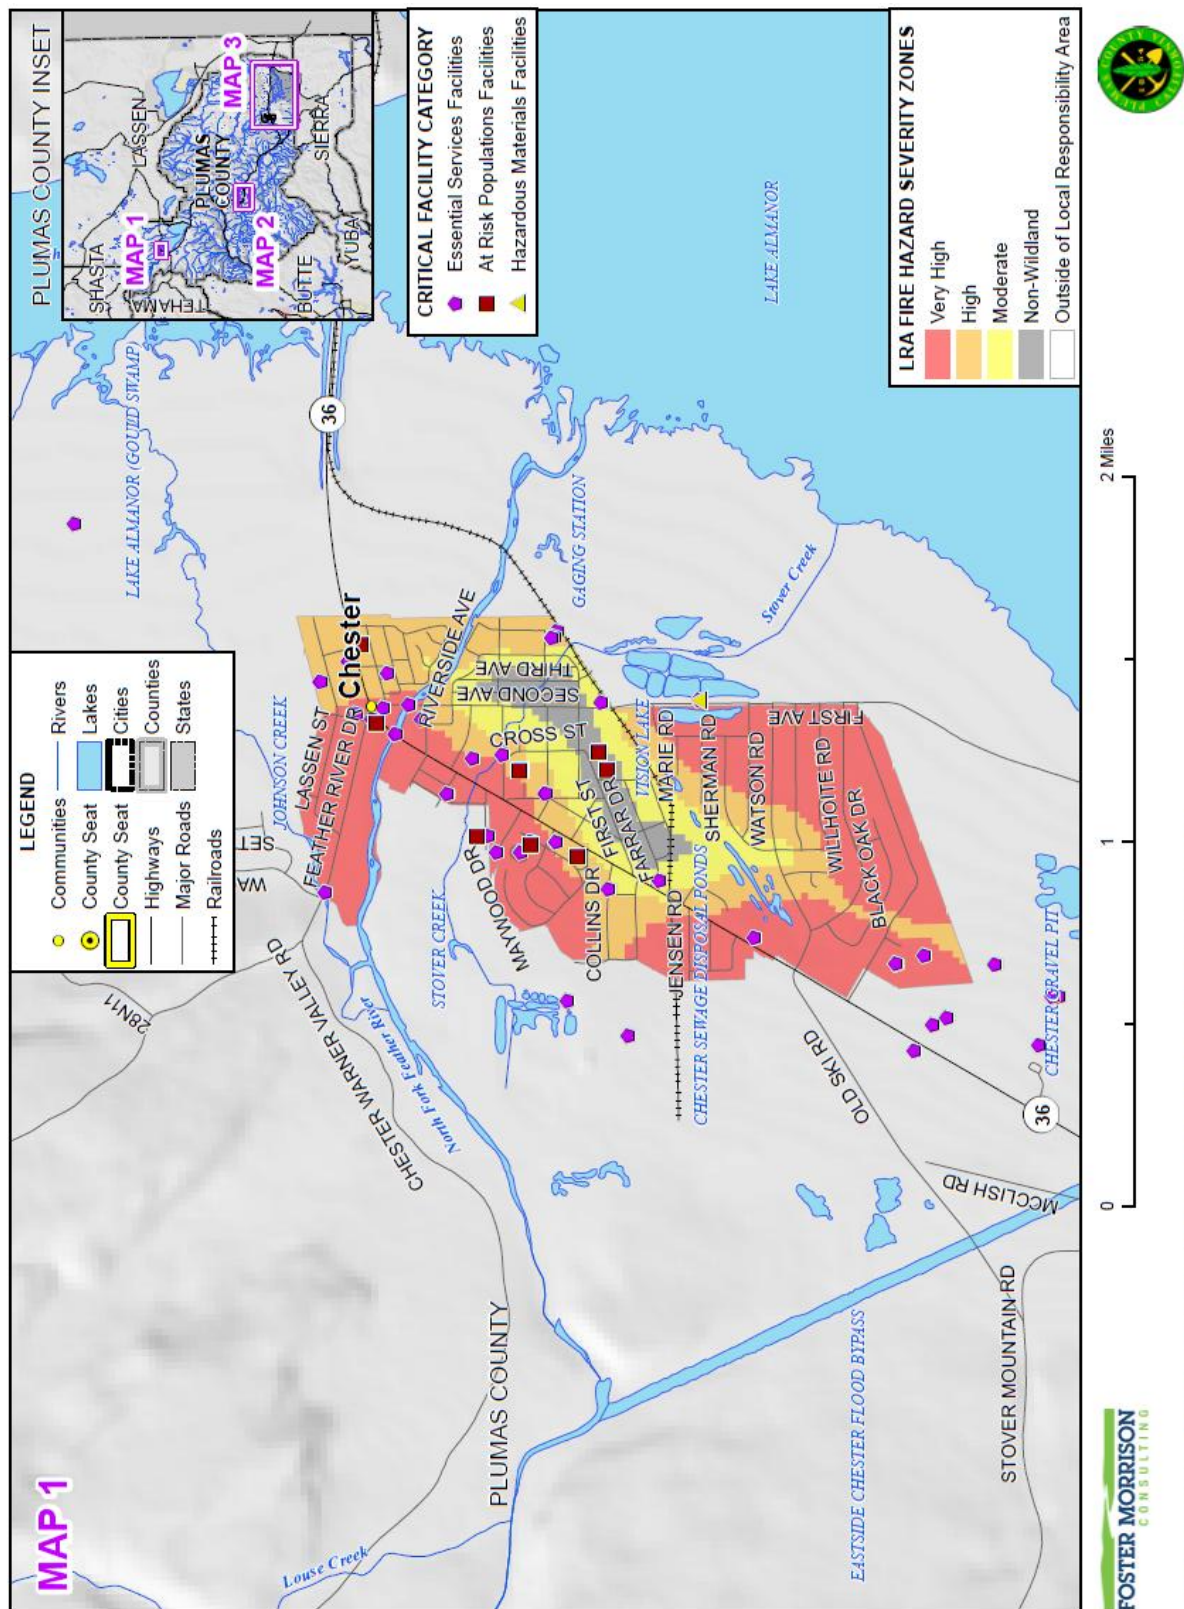 MAP 1
LEGEND
Communities
County Seat
County Seat
Highways
Major Roads
Railroads
Rivers
Lakes
Cities
Counties
States
PLUMAS COUNTY INSET
SHASTA
LASSEN
TEHAMA
MAP 1
PLUMAS
COUNTY
MAP 2
MAP 3
BUTTE
YUBA
SIERRA
CRITICAL FACILITY CATEGORY
Essential Services Facilities
At Risk Populations Facilities
Hazardous Materials Facilities
LRA FIRE HAZARD SEVERITY ZONES
Very High
High
Moderate
Non-Wildland
Outside of Local Responsibility Area
Louse Creek
PLUMAS COUNTY
28N11
CHESTER WARNER VALLEY RD
North Fork Feather River
WA
SET
JOHNSON CREEK
LASSEN ST
FEATHER RIVER DR
Chester
LAKE ALMANOR (GOULD SWAMP)
36
RIVERSIDE AVE
STOVER CREEK
MAYWOOD DR
CROSS ST
SECOND AVE
THIRD AVE
GAGING STATION
COLLINS DR
FIRST ST
FARRAR DR
VISION LAKE
MARIE RD
JENSEN RD
CHESTER SEWAGE DISPOSAL PONDS
SHERMAN RD
WATSON RD
FIRST AVE
WILLHOITE RD
BLACK OAK DR
Stover Creek
LAKE ALMANOR
OLD SKI RD
MCCLISH RD
36
CHESTER GRAVEL PIT
EASTSIDE CHESTER FLOOD BYPASS
STOVER MOUNTAIN RD
FOSTER MORRISON
CONSULTING
0
1
2 Miles